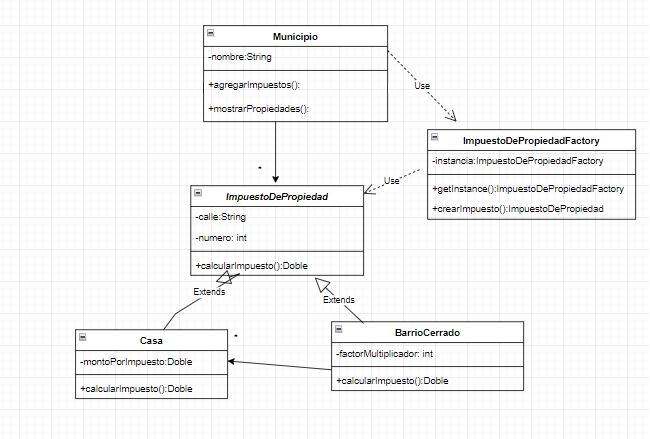 Municipio
-nombre:String
+agregarImpuestos():
+mostrarPropiedades():
Use
ImpuestoDePropiedadFactory
-instancia:ImpuestoDePropiedadFactory
+getInstance():ImpuestoDePropiedadFactory
+crearImpuesto():ImpuestoDePropiedad
Use
*
ImpuestoDePropiedad
-calle:String
-numero: int
+calcularImpuesto():Doble
Extends
Extends
Casa
-montoPorImpuesto:Doble
+calcularImpuesto():Doble
*
BarrioCerrado
-factorMultiplicador: int
+calcularImpuesto():Doble